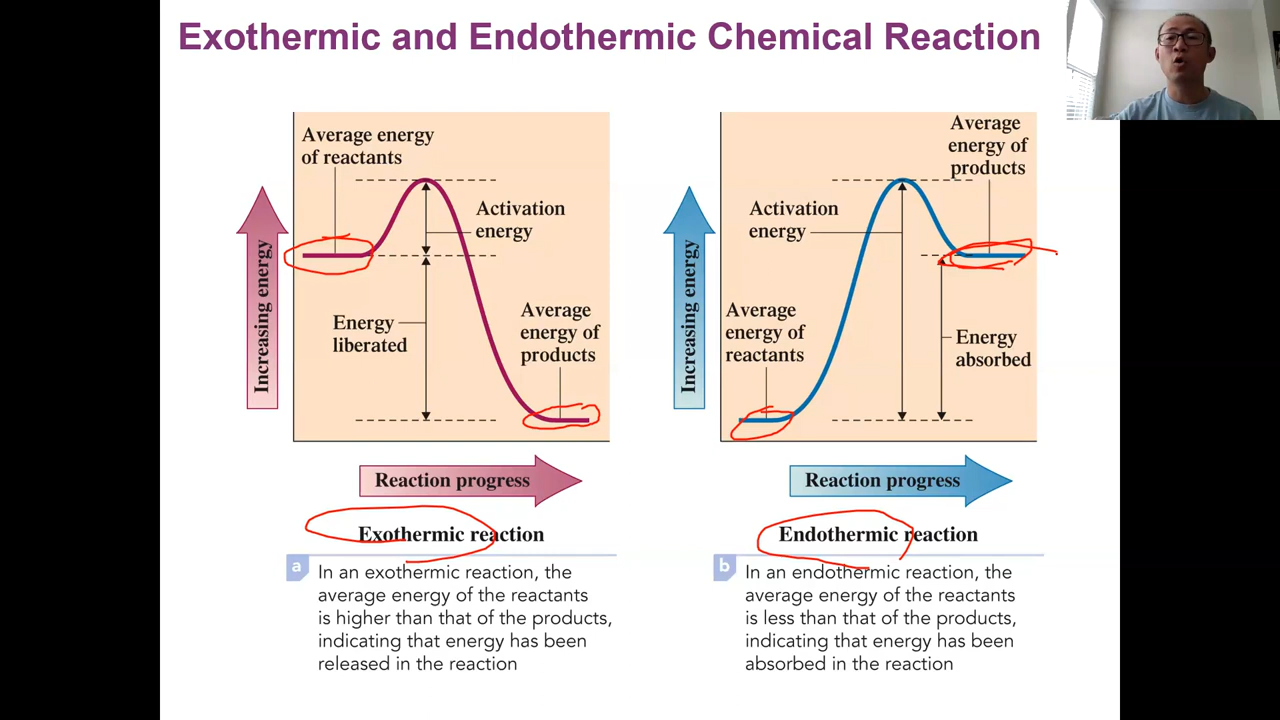 Exothermic and Endothermic Chemical Reaction
Average energy
of reactants
Activation
energy
Energy
liberated
Average
energy of
products
Increasing energy
Reaction progress
Exothermic reaction
a
In an exothermic reaction, the
average energy of the reactants
is higher than that of the products,
indicating that energy has been
released in the reaction
Average
energy of
products
Activation
energy
Average
energy of
reactants
Energy
absorbed
Increasing energy
Reaction progress
Endothermic reaction
b
In an endothermic reaction, the
average energy of the reactants
is less than that of the products,
indicating that energy has been
absorbed in the reaction